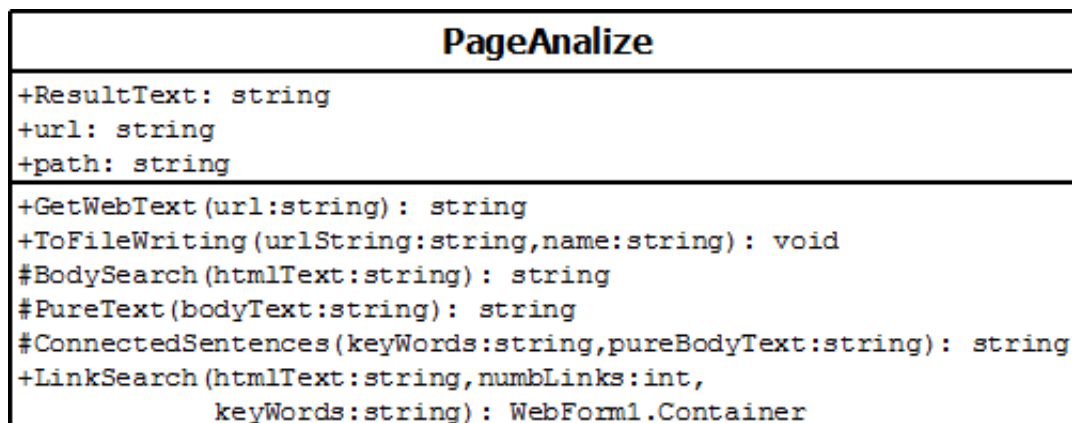 PageAnalize
+ResultText: string
+url: string
+path: string
+GetWebText(url:string): string
+ToFileWriting(urlString:string,name:string): void
#BodySearch(htmlText:string): string
#PureText(bodyText:string): string
#ConnectedSentences(keyWords:string,pureBodyText:string): string
+LinkSearch(htmlText:string,numbLinks:int,
keyWords:string): WebForm1.Container